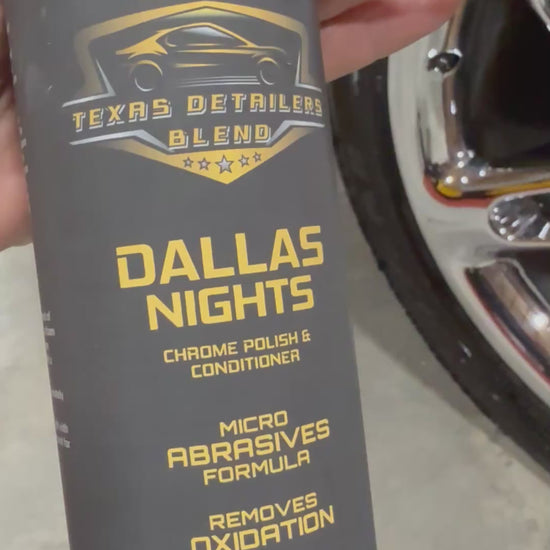 TEXAS DETAILERS
BLEND
DALLAS
NIGHTS
CHROME POLISH &
CONDITIONER
MICRO
ABRASIVES
FORMULA
REMOVES
OXIDATION